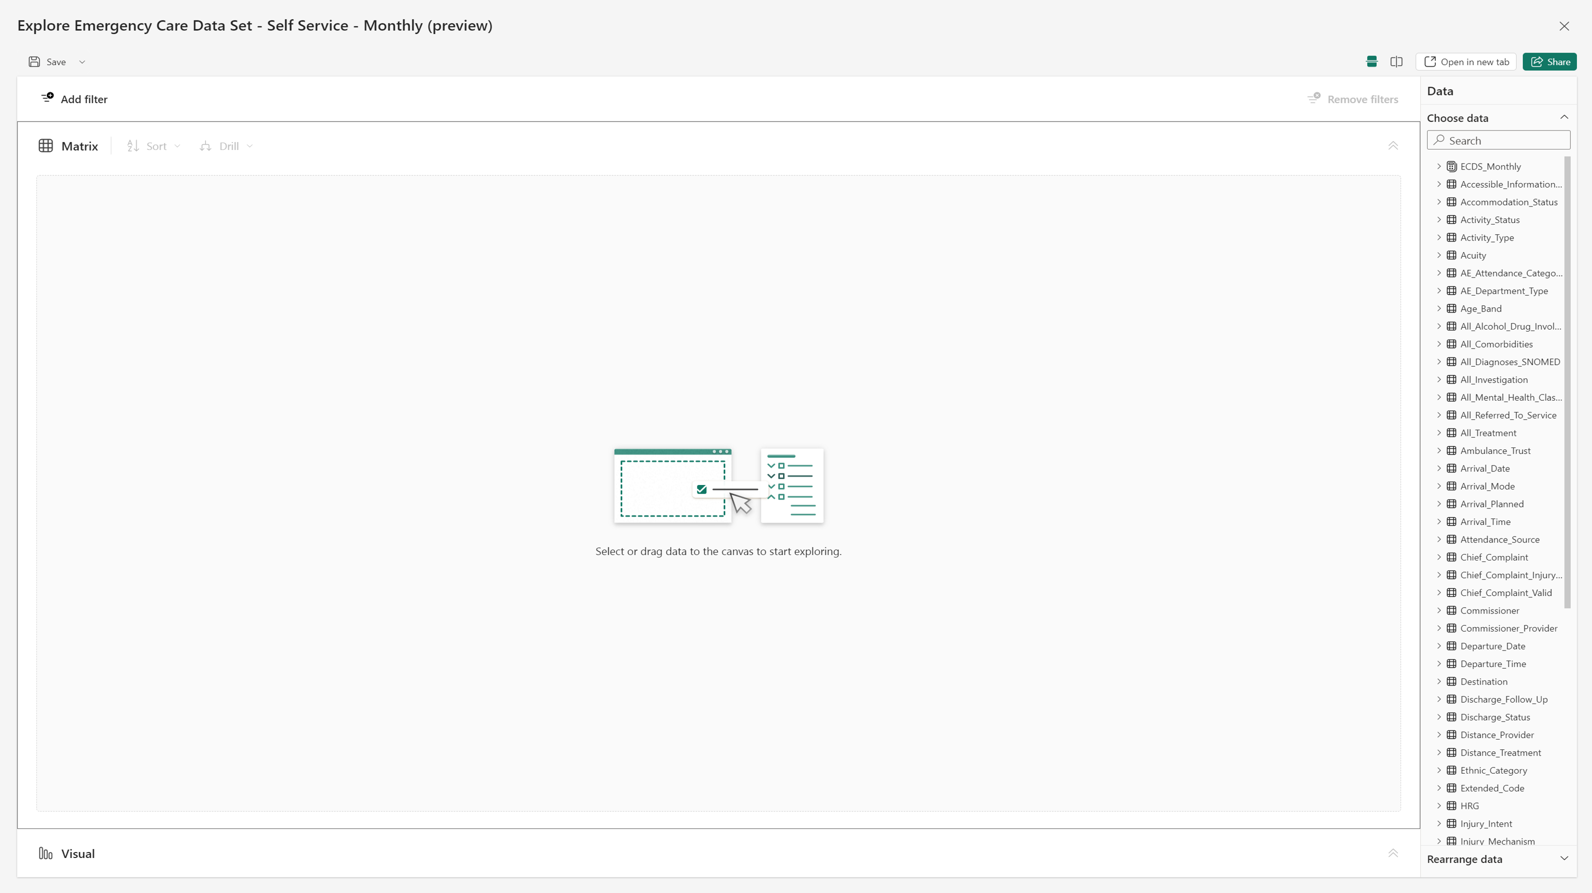 Explore Emergency Care Data Set - Self Service - Monthly (preview)
Save
Open in new tab
Share
Add filter
Remove filters
Matrix
Sort
Drill
Select or drag data to the canvas to start exploring.
Visual
Data
Choose data
Search
ECDS_Monthly
Accessible_Information...
Accommodation_Status
Activity_Status
Activity_Type
Acuity
AE_Attendance_Catego...
AE_Department_Type
Age_Band
All_Alcohol_Drug_Invol...
All_Comorbidities
All_Diagnoses_SNOMED
All_Investigation
All_Mental_Health_Clas...
All_Referred_To_Service
All_Treatment
Ambulance_Trust
Arrival_Date
Arrival_Mode
Arrival_Planned
Arrival_Time
Attendance_Source
Chief_Complaint
Chief_Complaint_Injury...
Chief_Complaint_Valid
Commissioner
Commissioner_Provider
Departure_Date
Departure_Time
Destination
Discharge_Follow_Up
Discharge_Status
Distance_Provider
Distance_Treatment
Ethnic_Category
Extended_Code
HRG
Injury_Intent
Injury_Mechanism
Rearrange data